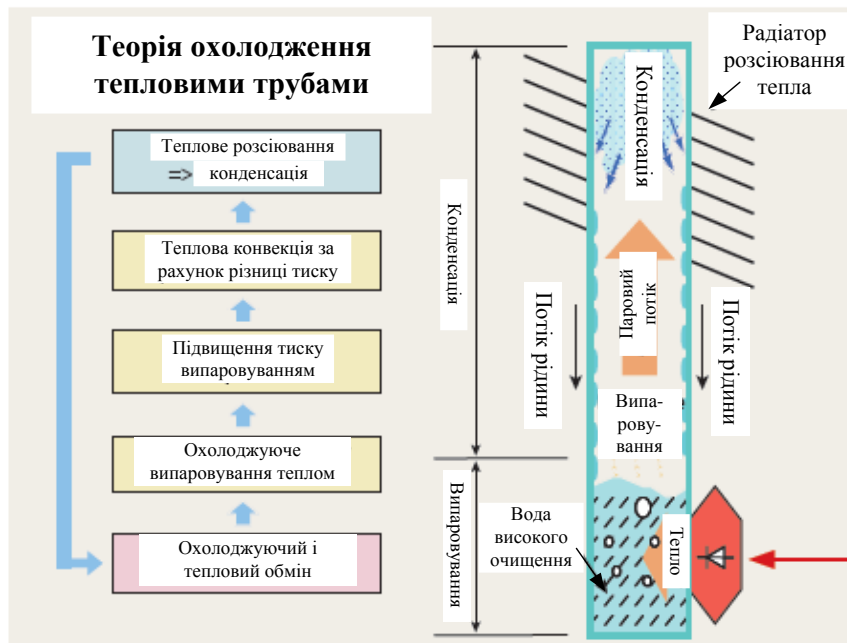 Теорія охолодження
тепловими трубами
Теплове розсіювання
=> конденсація
Теплова конвекція за
рахунок різниці тиску
Підвищення тиску
випаровуванням
Охолоджуюче
випаровування теплом
Охолоджуючий і
тепловий обмін
Конденсація
Випаровування
Радіатор
розсіювання
тепла
Конденсація
Паровий
потік
Потік рідини
Потік рідини
Випа-
рову-
вання
Вода
високого
очищення
Тепло